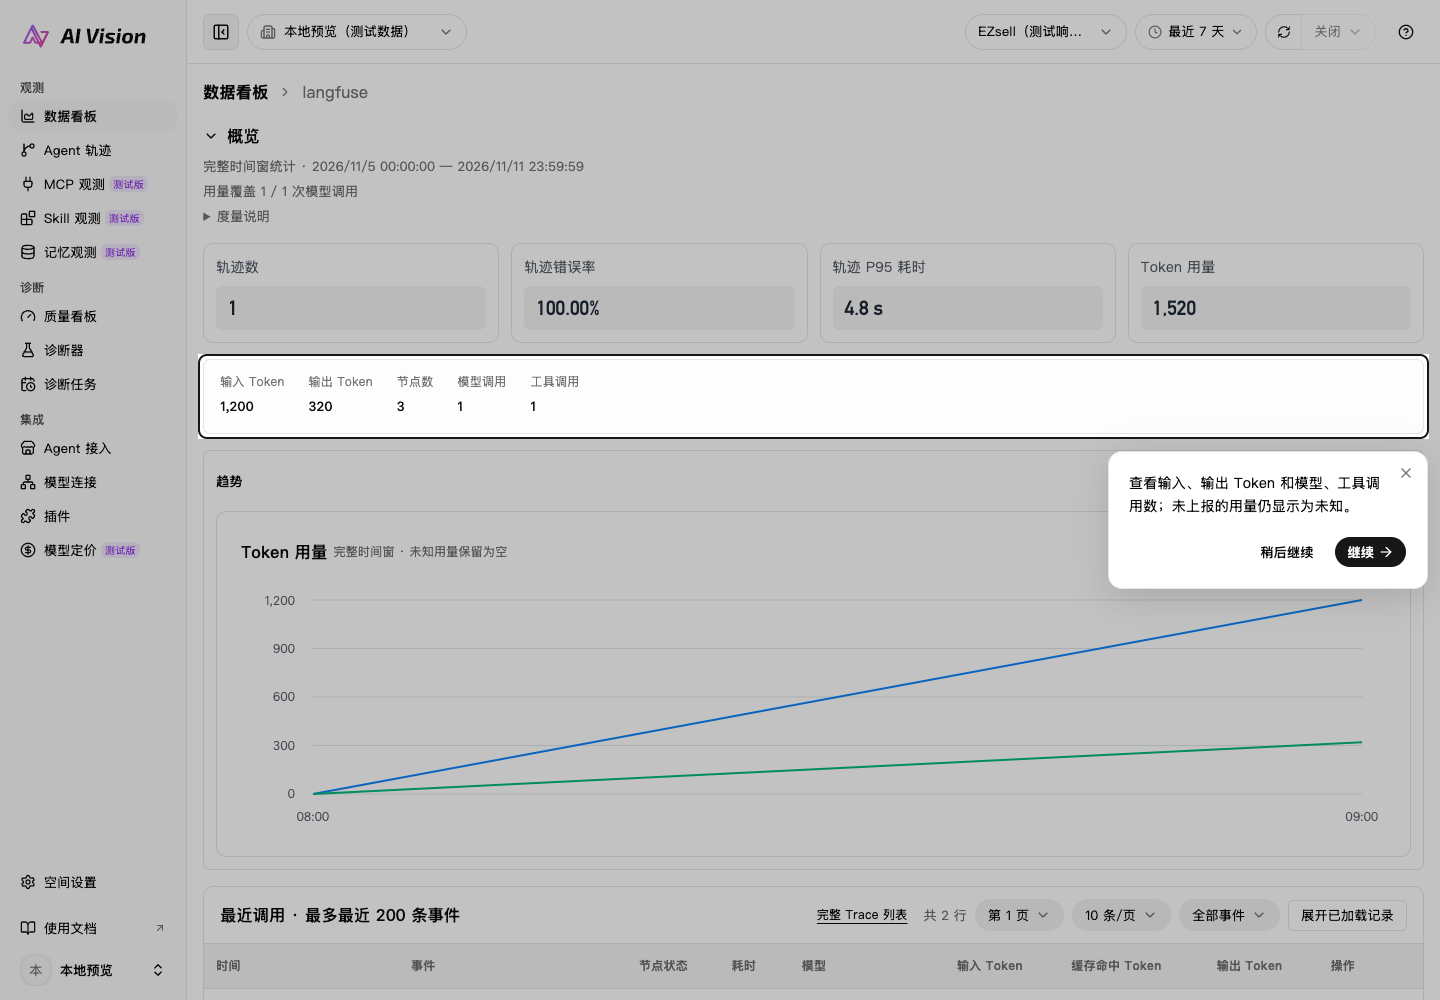 AI Vision
本地预览（测试数据）
EZsell（测试响...
最近 7 天
关闭
观测
数据看板
Agent 轨迹
MCP 观测 测试版
Skill 观测 测试版
记忆观测 测试版
诊断
质量看板
诊断器
诊断任务
集成
Agent 接入
模型连接
插件
模型定价 测试版
空间设置
使用文档
本 本地预览
数据看板 > langfuse
概览
完整时间窗统计 · 2026/11/5 00:00:00 — 2026/11/11 23:59:59
用量覆盖 1 / 1 次模型调用
度量说明
轨迹数
1
轨迹错误率
100.00%
轨迹 P95 耗时
4.8 s
Token 用量
1,520
输入 Token 输出 Token 节点数 模型调用 工具调用
1,200 320 3 1 1
查看输入、输出 Token 和模型、工具调
用数；未上报的用量仍显示为未知。
稍后继续 继续
趋势
Token 用量 完整时间窗 · 未知用量保留为空
1,200
900
600
300
0
08:00 09:00
最近调用 · 最多最近 200 条事件
完整 Trace 列表 共 2 行 第 1 页 10 条/页 全部事件 展开已加载记录
时间 事件 节点状态 耗时 模型 输入 Token 缓存命中 Token 输出 Token 操作